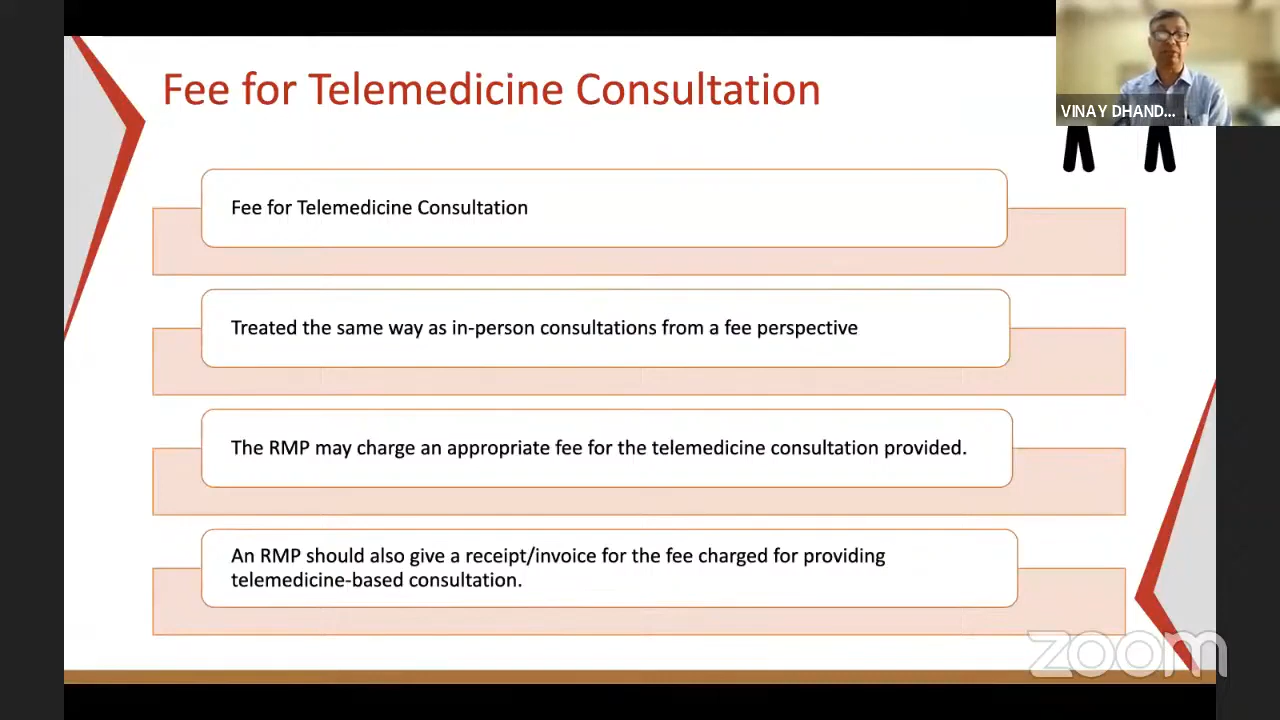 Fee for Telemedicine Consultation
VINAY DHAND...
Fee for Telemedicine Consultation
Treated the same way as in-person consultations from a fee perspective
The RMP may charge an appropriate fee for the telemedicine consultation provided.
An RMP should also give a receipt/invoice for the fee charged for providing
telemedicine-based consultation.
zoom